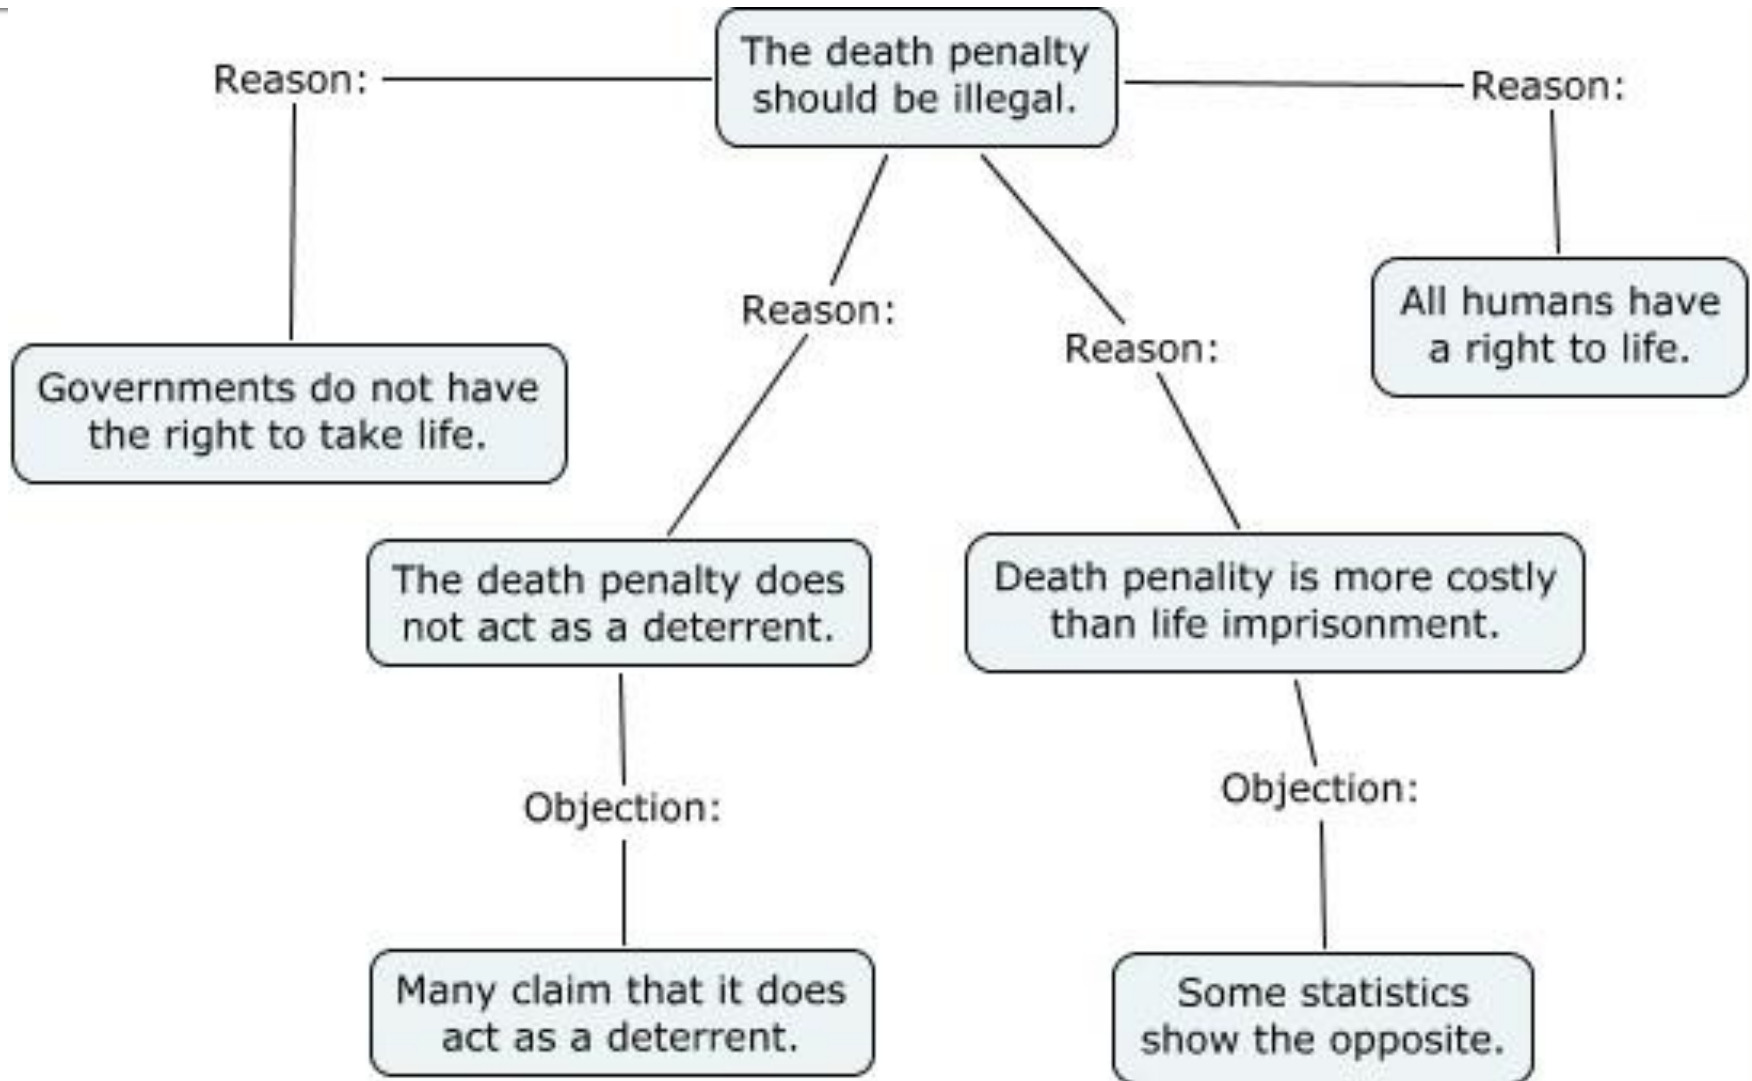 The death penalty
should be illegal.
Reason:
Reason:
Reason:
Reason:
All humans have
a right to life.
Governments do not have
the right to take life.
The death penalty does
not act as a deterrent.
Death penality is more costly
than life imprisonment.
Objection:
Objection:
Many claim that it does
act as a deterrent.
Some statistics
show the opposite.